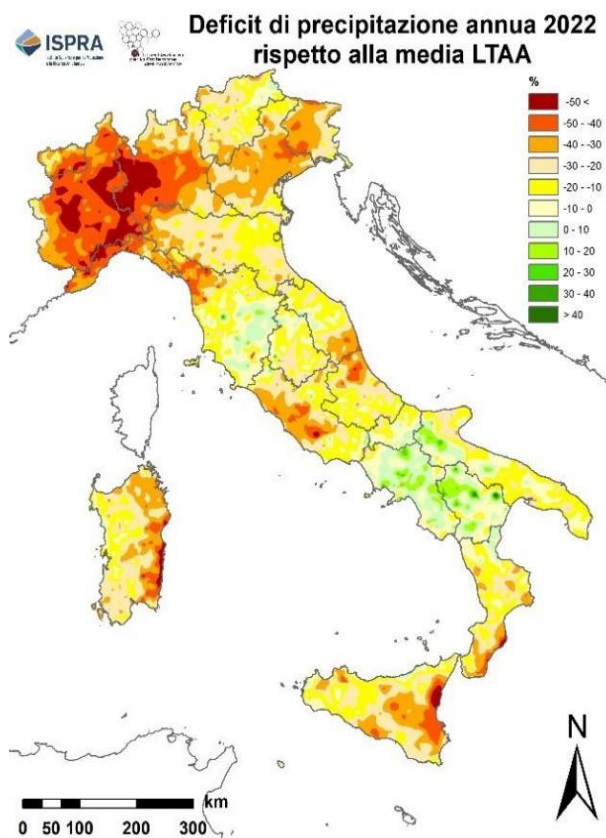 ISPRA
Deficit di precipitazione annua 2022
rispetto alla media LTAA
%
-50 <
-50 - -40
-40 - -30
-30 - -20
-20 - -10
-10 - 0
0 - 10
10 - 20
20 - 30
30 - 40
> 40
N
km
0 50 100 200 300